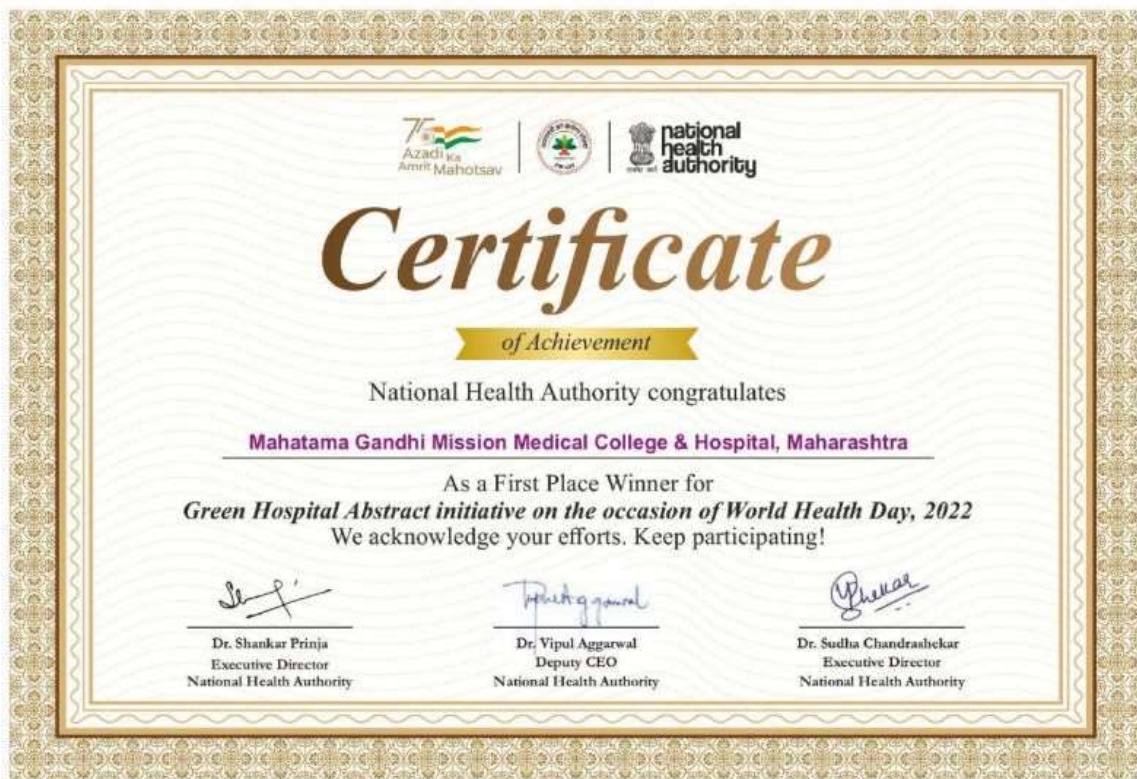 75
Azadi Ka
Amrit Mahotsav
national
health
authority
Certificate
of Achievement
National Health Authority congratulates
Mahatama Gandhi Mission Medical College & Hospital, Maharashtra
As a First Place Winner for
Green Hospital Abstract initiative on the occasion of World Health Day, 2022
We acknowledge your efforts. Keep participating!
Dr. Shankar Prinja
Executive Director
National Health Authority
Dr. Vipul Aggarwal
Deputy CEO
National Health Authority
Dr. Sudha Chandrashekar
Executive Director
National Health Authority